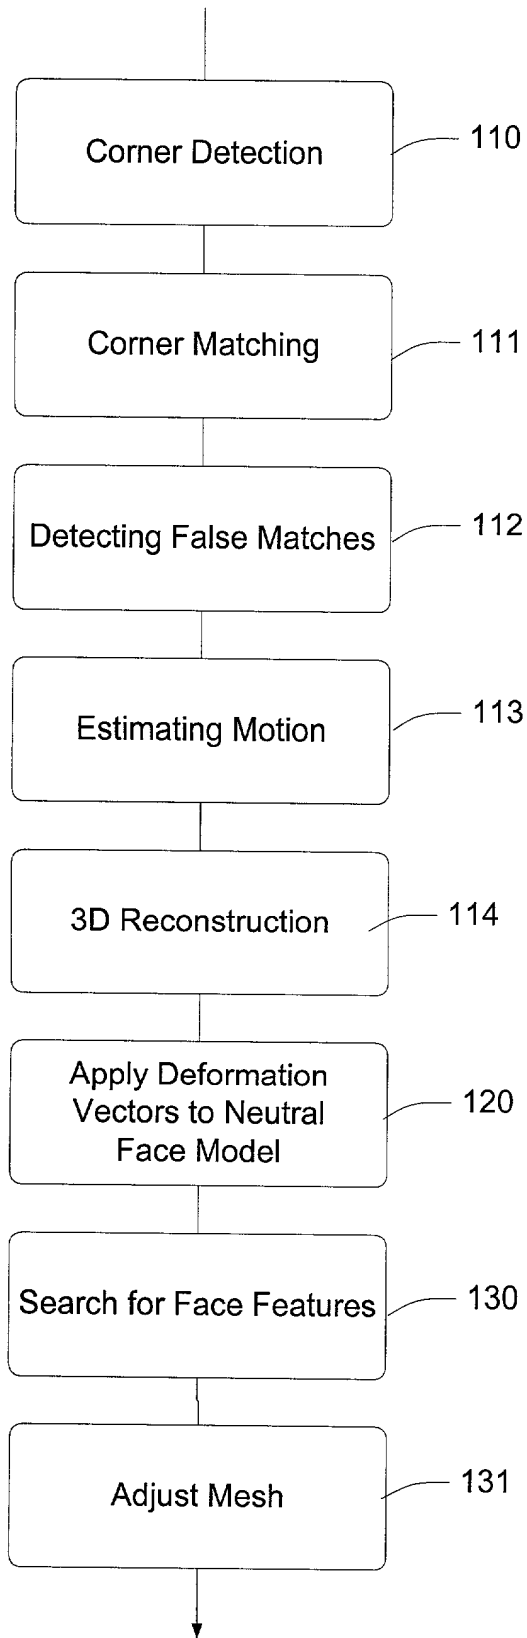 Corner Detection
110
Corner Matching
111
Detecting False Matches
112
Estimating Motion
113
3D Reconstruction
114
Apply Deformation
Vectors to Neutral
Face Model
120
Search for Face Features
130
Adjust Mesh
131